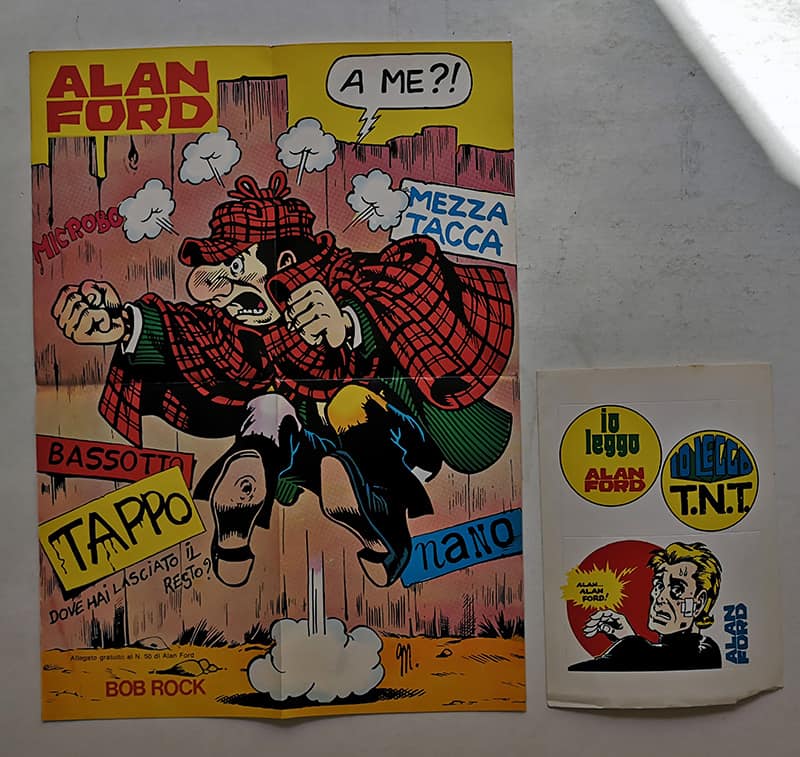 ALAN
FORD
A ME?!
MICROBO
MEZZA
TACCA
BASSOTTO
TAPPO
nano
DOVE HAI LASCIATO IL
RESTO?
Allegato gratuito al N. 50 di Alan Ford
BOB ROCK
io
leggo
ALAN
FORD
IO LEGGO
T.N.T.
ALAN...
ALAN
FORD!
ALAN
FORD